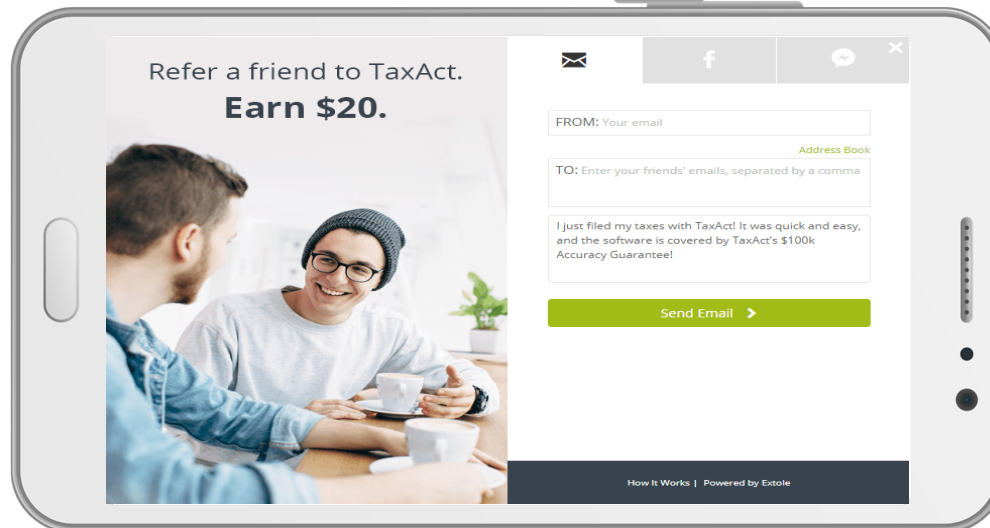 Refer a friend to TaxAct.
Earn $20.
FROM: Your email
Address Book
TO: Enter your friends' emails, separated by a comma
I just filed my taxes with TaxAct! It was quick and easy,
and the software is covered by TaxAct's $100k
Accuracy Guarantee!
Send Email
How It Works | Powered by Extole